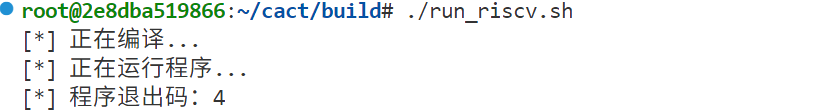 root@2e8dba519866:~/cact/build# ./run_riscv.sh
[*] 正在编译...
[*] 正在运行程序...
[*] 程序退出码：4